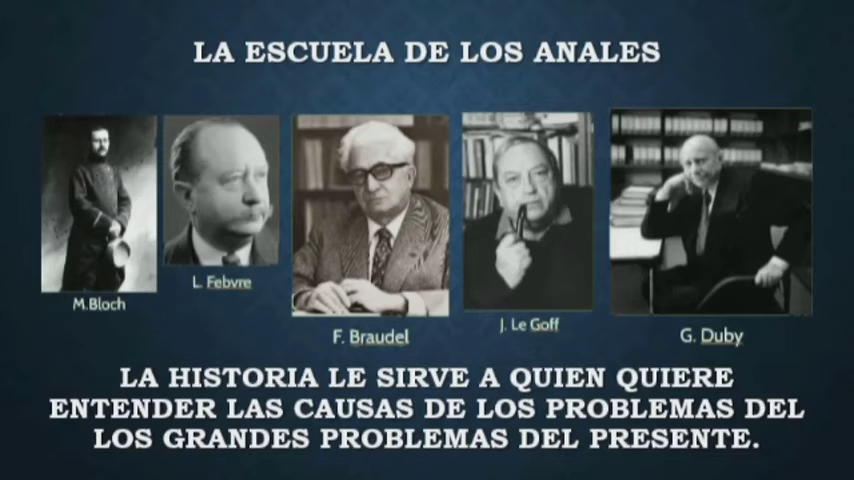 LA ESCUELA DE LOS ANALES
M.Bloch
L. Febvre
F. Braudel
J. Le Goff
G. Duby
LA HISTORIA LE SIRVE A QUIEN QUIERE
ENTENDER LAS CAUSAS DE LOS PROBLEMAS DEL
LOS GRANDES PROBLEMAS DEL PRESENTE.